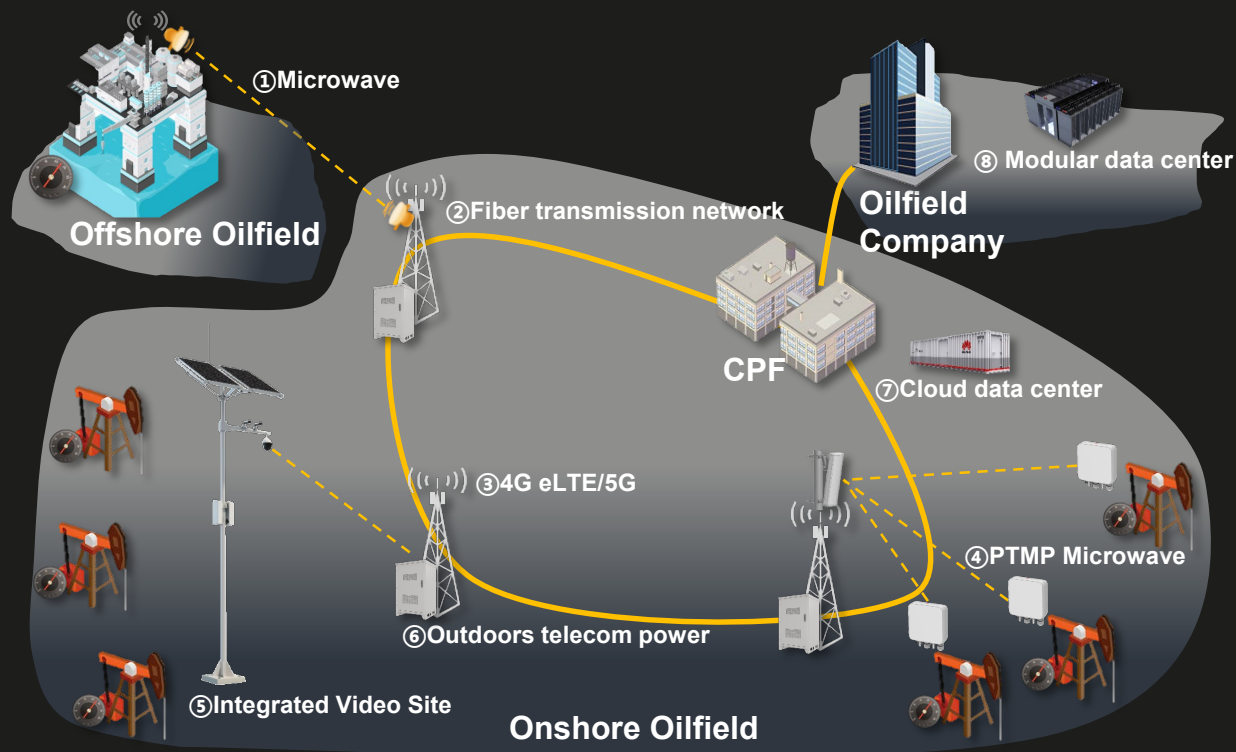 ①Microwave
⑧ Modular data center
Offshore Oilfield
②Fiber transmission network
Oilfield
Company
CPF
⑦Cloud data center
③4G eLTE/5G
④PTMP Microwave
⑥Outdoors telecom power
⑤Integrated Video Site
Onshore Oilfield